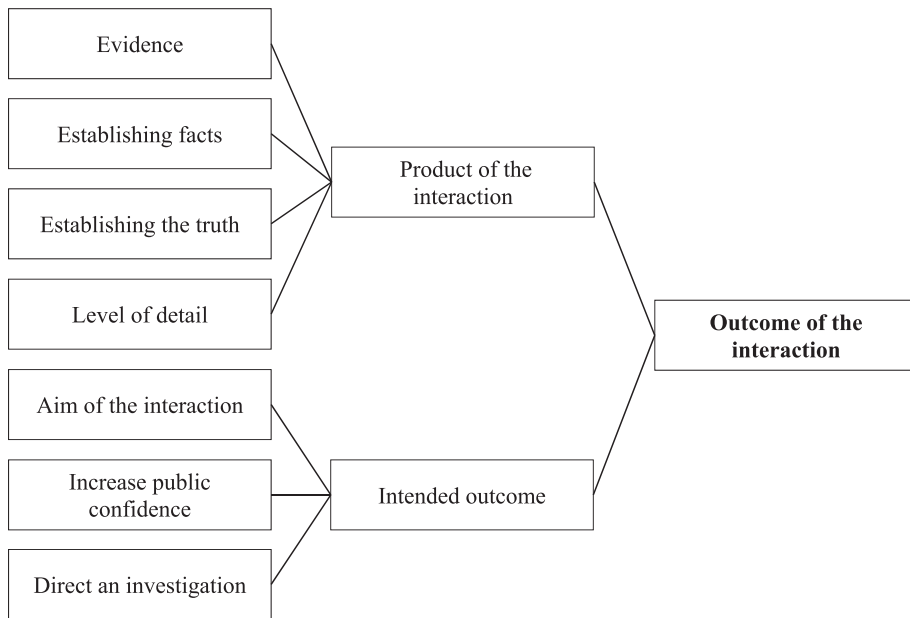 Evidence
Establishing facts
Establishing the truth
Level of detail
Aim of the interaction
Increase public
confidence
Direct an investigation
Product of the
interaction
Intended outcome
Outcome of the
interaction